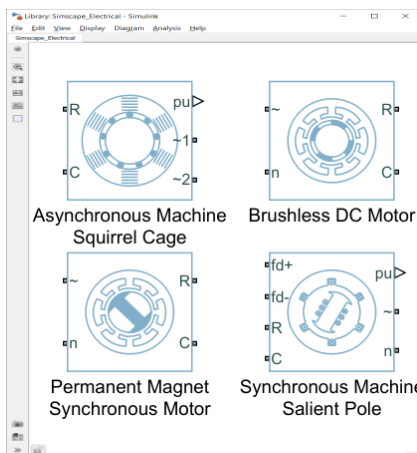 Library: Simscape_Electrical - Simulink
File Edit View Display Diagram Analysis Help
Simscape_Electrical
R
C
pu
~1
~2
Asynchronous Machine
Squirrel Cage
~
n
R
C
Brushless DC Motor
~
n
R
C
Permanent Magnet
Synchronous Motor
fd+
fd-
R
C
pu
~
n
Synchronous Machine
Salient Pole